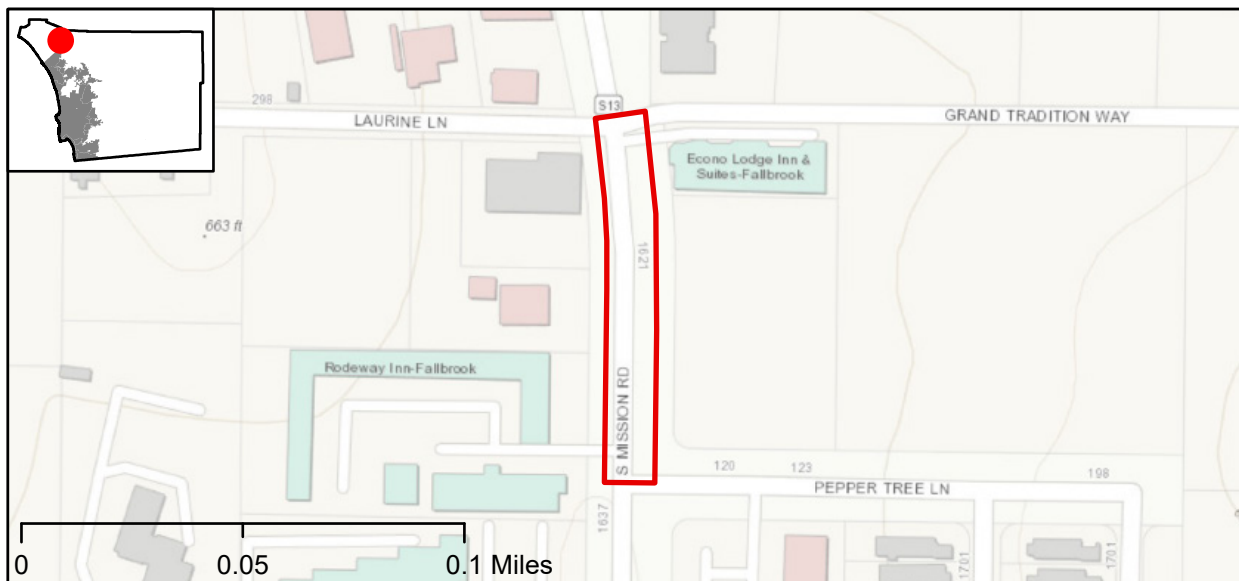 S13
298
LAURINE LN
GRAND TRADITION WAY
Econo Lodge Inn &
Suites-Fallbrook
663 ft
1621
Rodeway Inn-Fallbrook
S MISSION RD
120
123
198
PEPPER TREE LN
1637
1701
1701
0
0.05
0.1 Miles